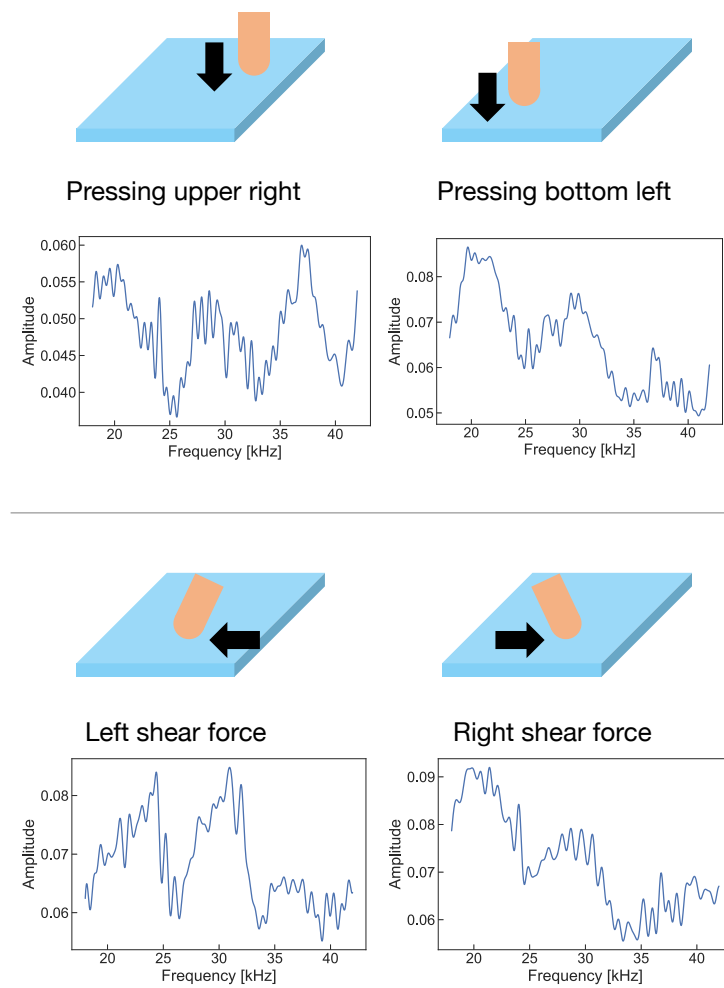 Pressing upper right
Pressing bottom left
0.060
0.055
0.050
0.045
0.040
Amplitude
20 25 30 35 40
Frequency [kHz]
0.08
0.07
0.06
0.05
Amplitude
20 25 30 35 40
Frequency [kHz]
Left shear force
Right shear force
0.08
0.07
0.06
Amplitude
20 25 30 35 40
Frequency [kHz]
0.09
0.08
0.07
0.06
Amplitude
20 25 30 35 40
Frequency [kHz]